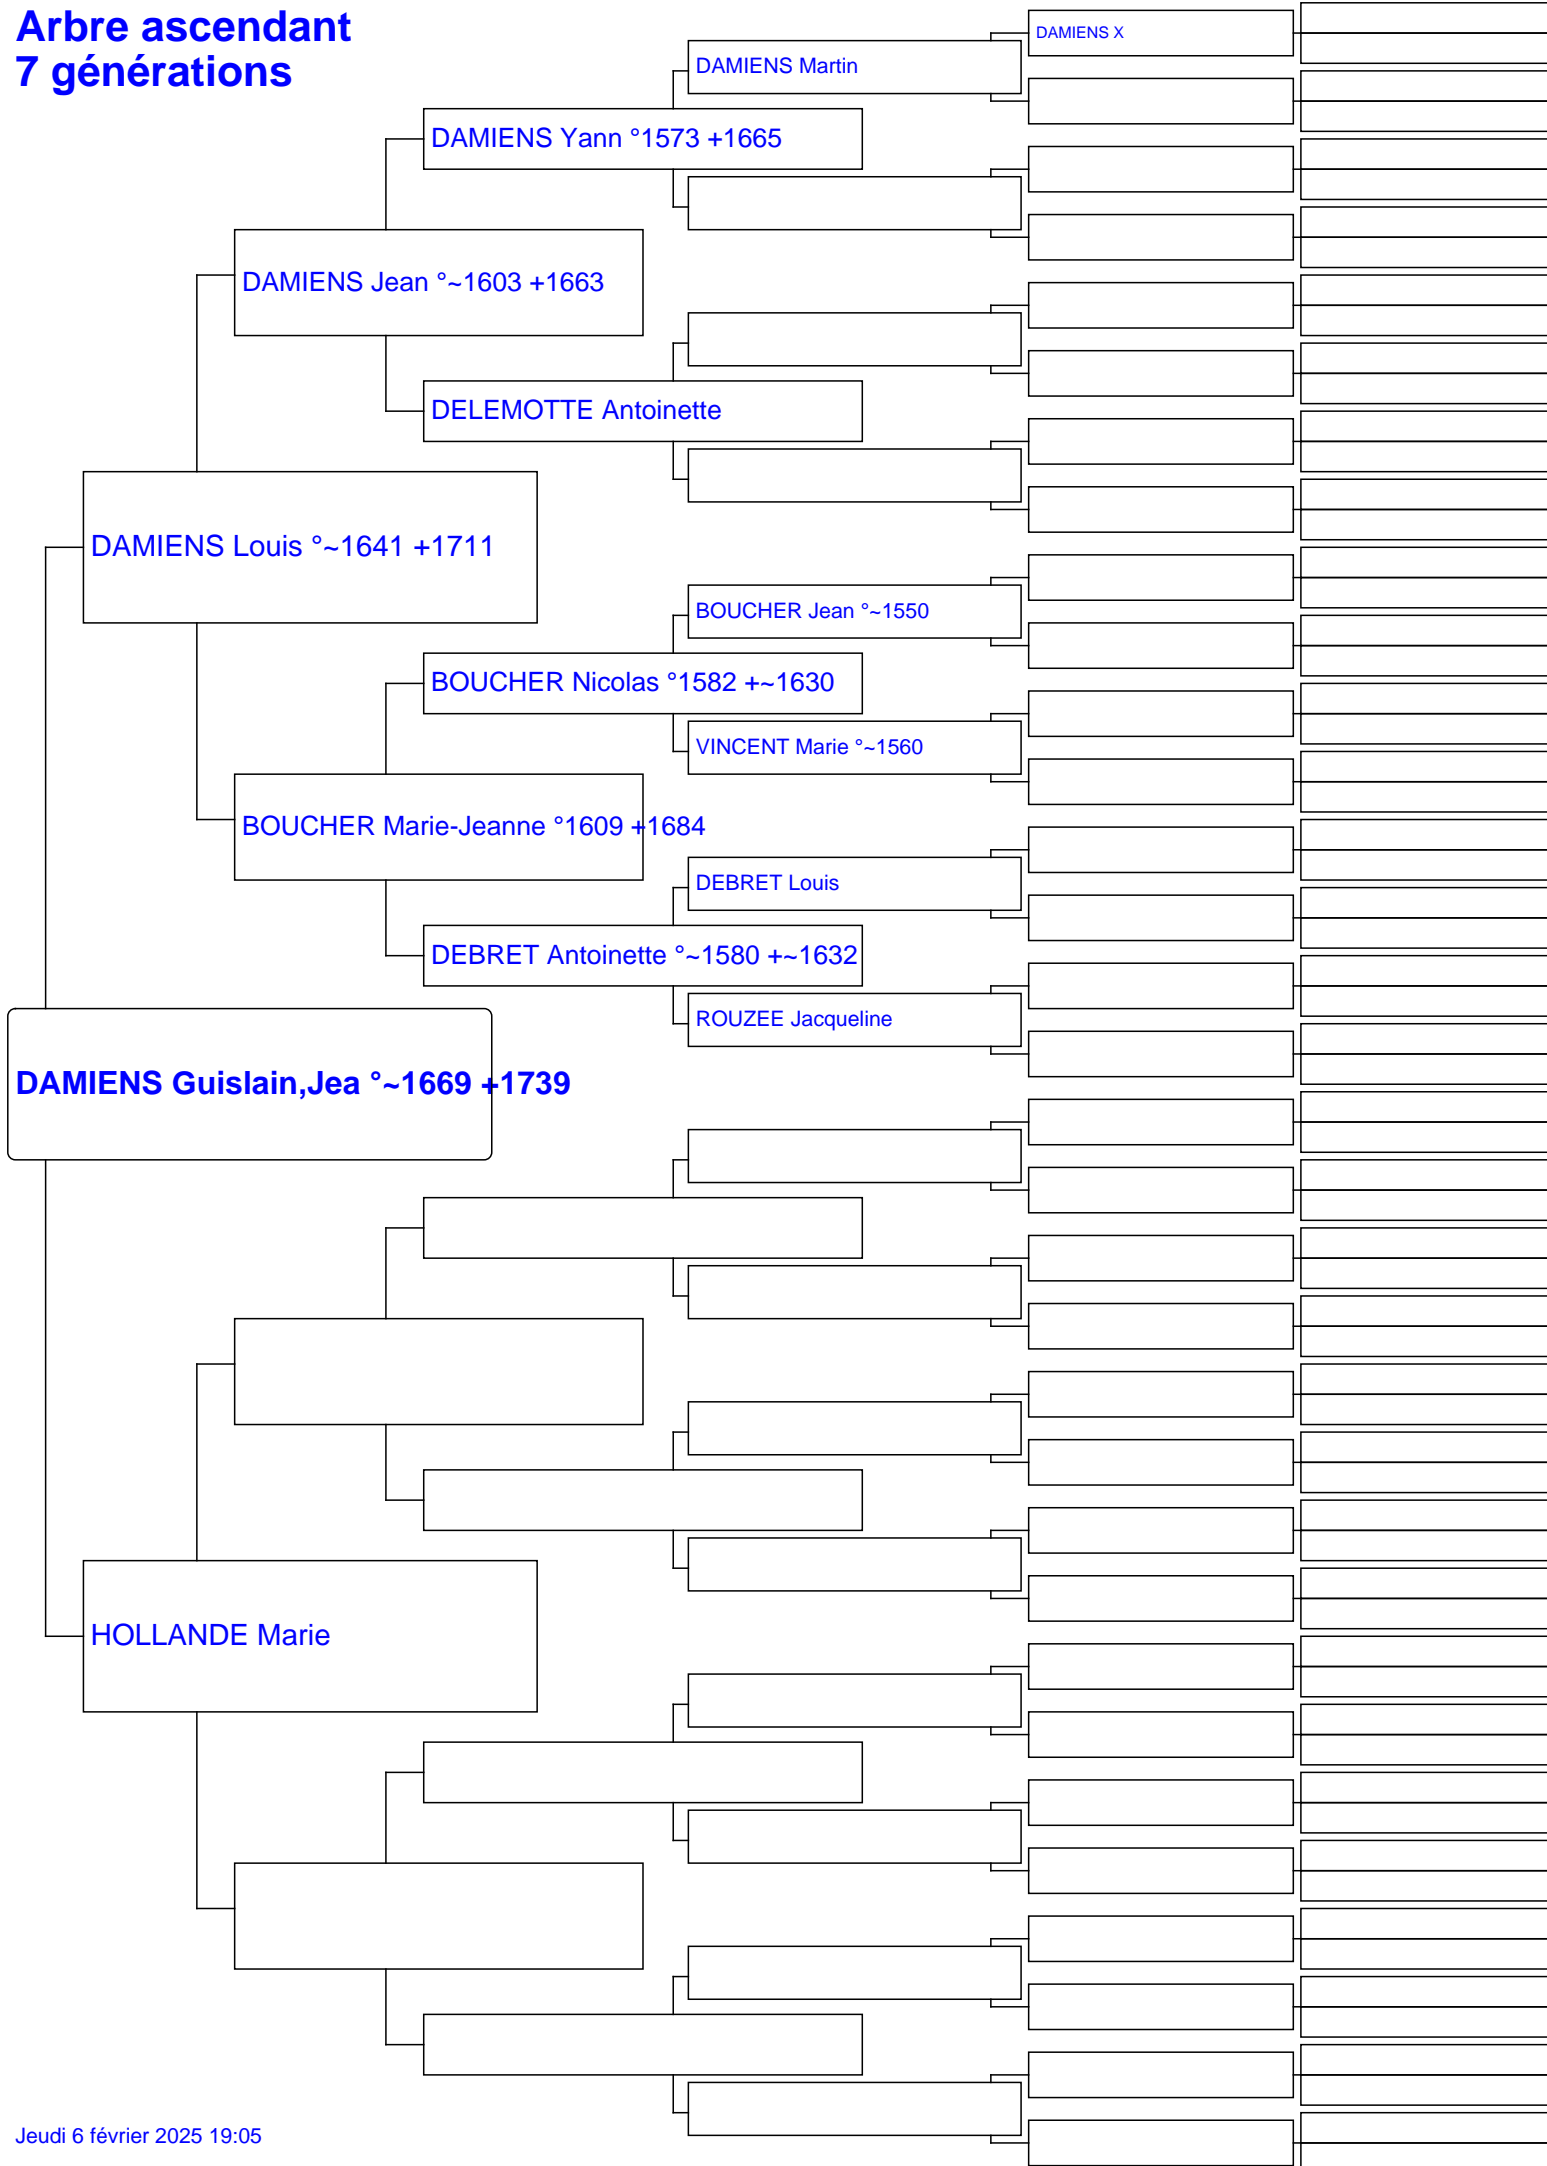 Arbre ascendant
7 générations
DAMIENS X
DAMIENS Martin
DAMIENS Yann °1573 +1665
DAMIENS Jean °~1603 +1663
DELEMOTTE Antoinette
DAMIENS Louis °~1641 +1711
BOUCHER Jean °~1550
BOUCHER Nicolas °1582 +~1630
VINCENT Marie °~1560
BOUCHER Marie-Jeanne °1609 +1684
DEBRET Louis
DEBRET Antoinette °~1580 +~1632
ROUZEE Jacqueline
DAMIENS Guislain,Jea °~1669 +1739
HOLLANDE Marie
Jeudi 6 février 2025 19:05